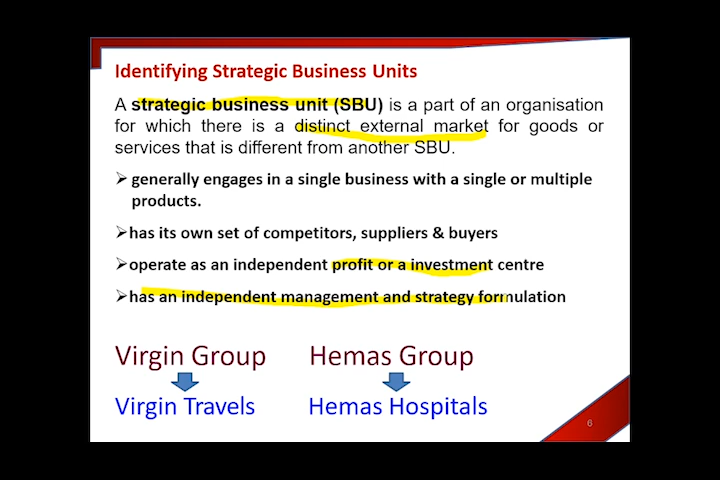 Identifying Strategic Business Units
A strategic business unit (SBU) is a part of an organisation
for which there is a distinct external market for goods or
services that is different from another SBU.
➢ generally engages in a single business with a single or multiple
products.
➢has its own set of competitors, suppliers & buyers
➢operate as an independent profit or a investment centre
➢has an independent management and strategy formulation
Virgin Group Hemas Group
Virgin Travels Hemas Hospitals
6